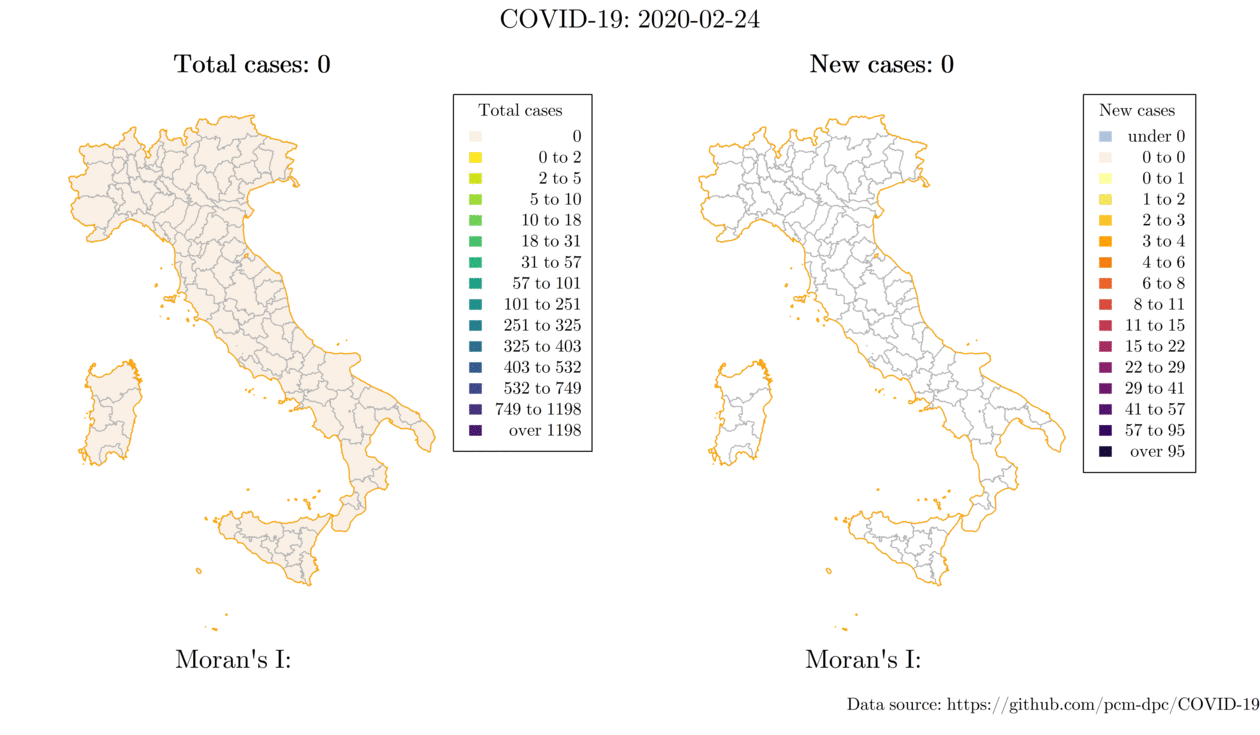 COVID-19: 2020-02-24
Total cases: 0
Total cases
0
0 to 2
2 to 5
5 to 10
10 to 18
18 to 31
31 to 57
57 to 101
101 to 251
251 to 325
325 to 403
403 to 532
532 to 749
749 to 1198
over 1198
Moran's I:
New cases: 0
New cases
under 0
0 to 0
0 to 1
1 to 2
2 to 3
3 to 4
4 to 6
6 to 8
8 to 11
11 to 15
15 to 22
22 to 29
29 to 41
41 to 57
57 to 95
over 95
Moran's I:
Data source: https://github.com/pcm-dpc/COVID-19